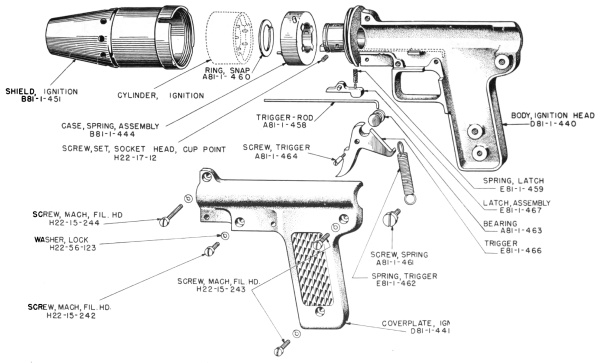 SHIELD, IGNITION
B81-1-451
CYLINDER, IGNITION
RING, SNAP
A81-1-460
CASE, SPRING, ASSEMBLY
B81-1-444
SCREW, SET, SOCKET HEAD, CUP POINT
H22-17-12
TRIGGER-ROD
A81-1-458
SCREW, TRIGGER
A81-1-464
BODY, IGNITION HEAD
D81-1-440
SPRING, LATCH
E81-1-459
LATCH, ASSEMBLY
E81-1-467
BEARING
A81-1-463
TRIGGER
E81-1-466
SCREW, SPRING
A81-1-461
SPRING, TRIGGER
E81-1-462
SCREW, MACH, FIL. HD
H22-15-244
WASHER, LOCK
H22-56-123
SCREW, MACH, FIL. HD.
H22-15-243
SCREW, MACH, FIL. HD.
H22-15-242
COVERPLATE, IGN
D81-1-441